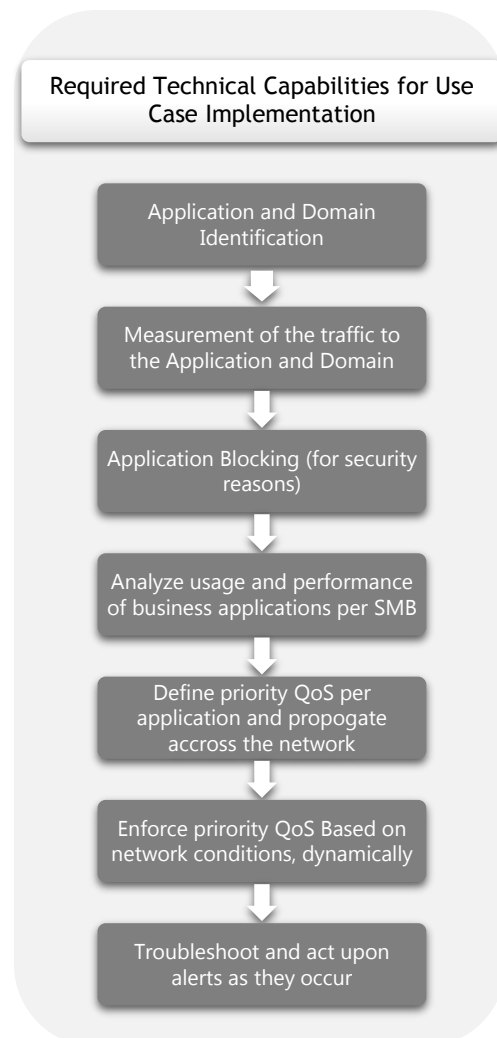 Required Technical Capabilities for Use
Case Implementation
Application and Domain
Identification
Measurement of the traffic to
the Application and Domain
Application Blocking (for security
reasons)
Analyze usage and performance
of business applications per SMB
Define priority QoS per
application and propogate
accross the network
Enforce prirority QoS Based on
network conditions, dynamically
Troubleshoot and act upon
alerts as they occur